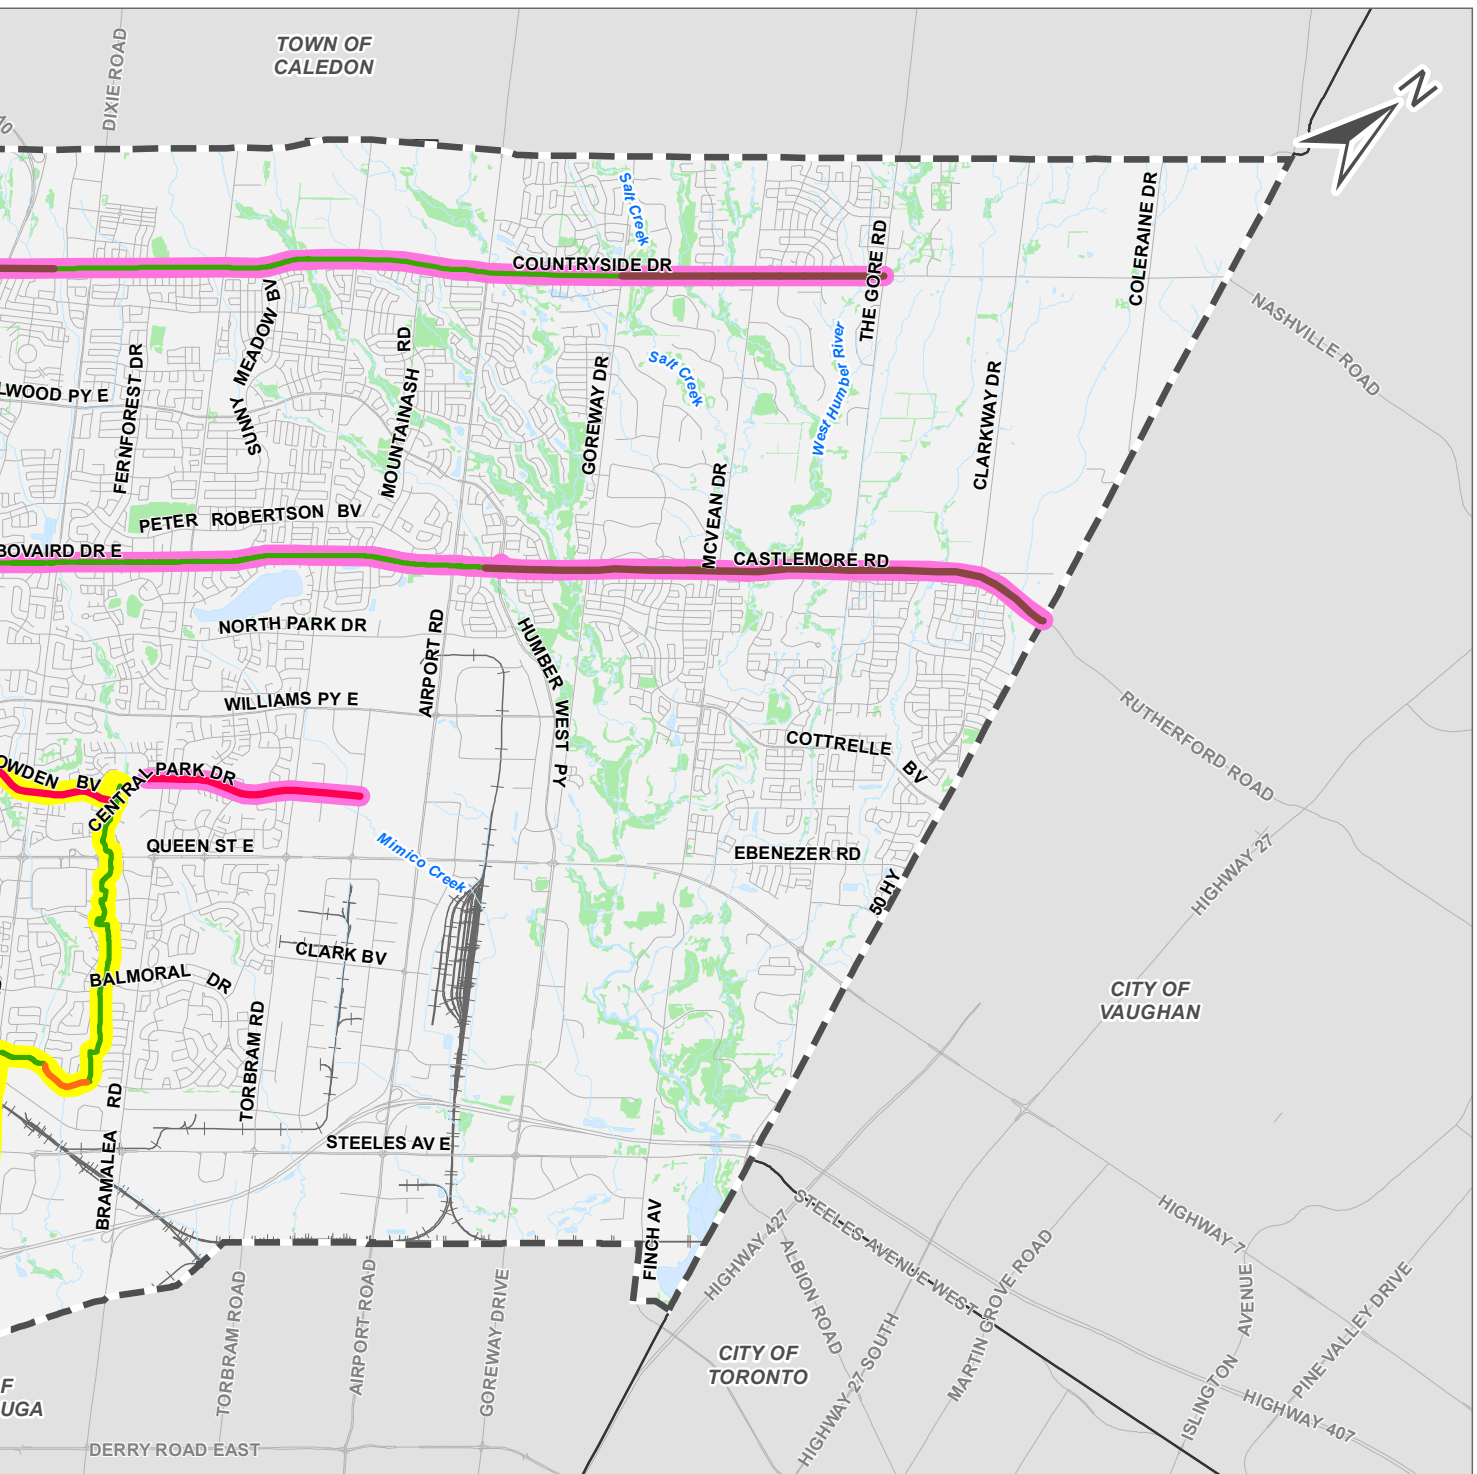 TOWN OF
CALEDON
DIXIE ROAD
10
N
Salt Creek
COUNTRYSIDE DR
THE GORE RD
COLERAINE DR
NASHVILLE ROAD
SUNNY MEADOW BV
MOUNTAINASH RD
FERNFOREST DR
LWOOD PY E
GOREWAY DR
Salt Creek
West Humber River
CLARKWAY DR
MCVEAN DR
PETER ROBERTSON BV
BOVAIRD DR E
CASTLEMORE RD
NORTH PARK DR
AIRPORT RD
HUMBER WEST PY
WILLIAMS PY E
RUTHERFORD ROAD
COTTRELLE BV
OWDEN BV
CENTRAL PARK DR
QUEEN ST E
Mimico Creek
EBENEZER RD
50 HY
HIGHWAY 27
CLARK BV
BALMORAL DR
CITY OF
VAUGHAN
TORBRAM RD
BRAMALEA RD
STEELES AV E
FINCH AV
HIGHWAY 427
STEELES AVENUE WEST
ALBION ROAD
MARTIN GROVE ROAD
HIGHWAY 7
TORBRAM ROAD
AIRPORT ROAD
GOREWAY DRIVE
CITY OF
TORONTO
HIGHWAY 27 SOUTH
ISLINGTON AVENUE
PINE VALLEY DRIVE
HIGHWAY 407
F
UGA
DERRY ROAD EAST